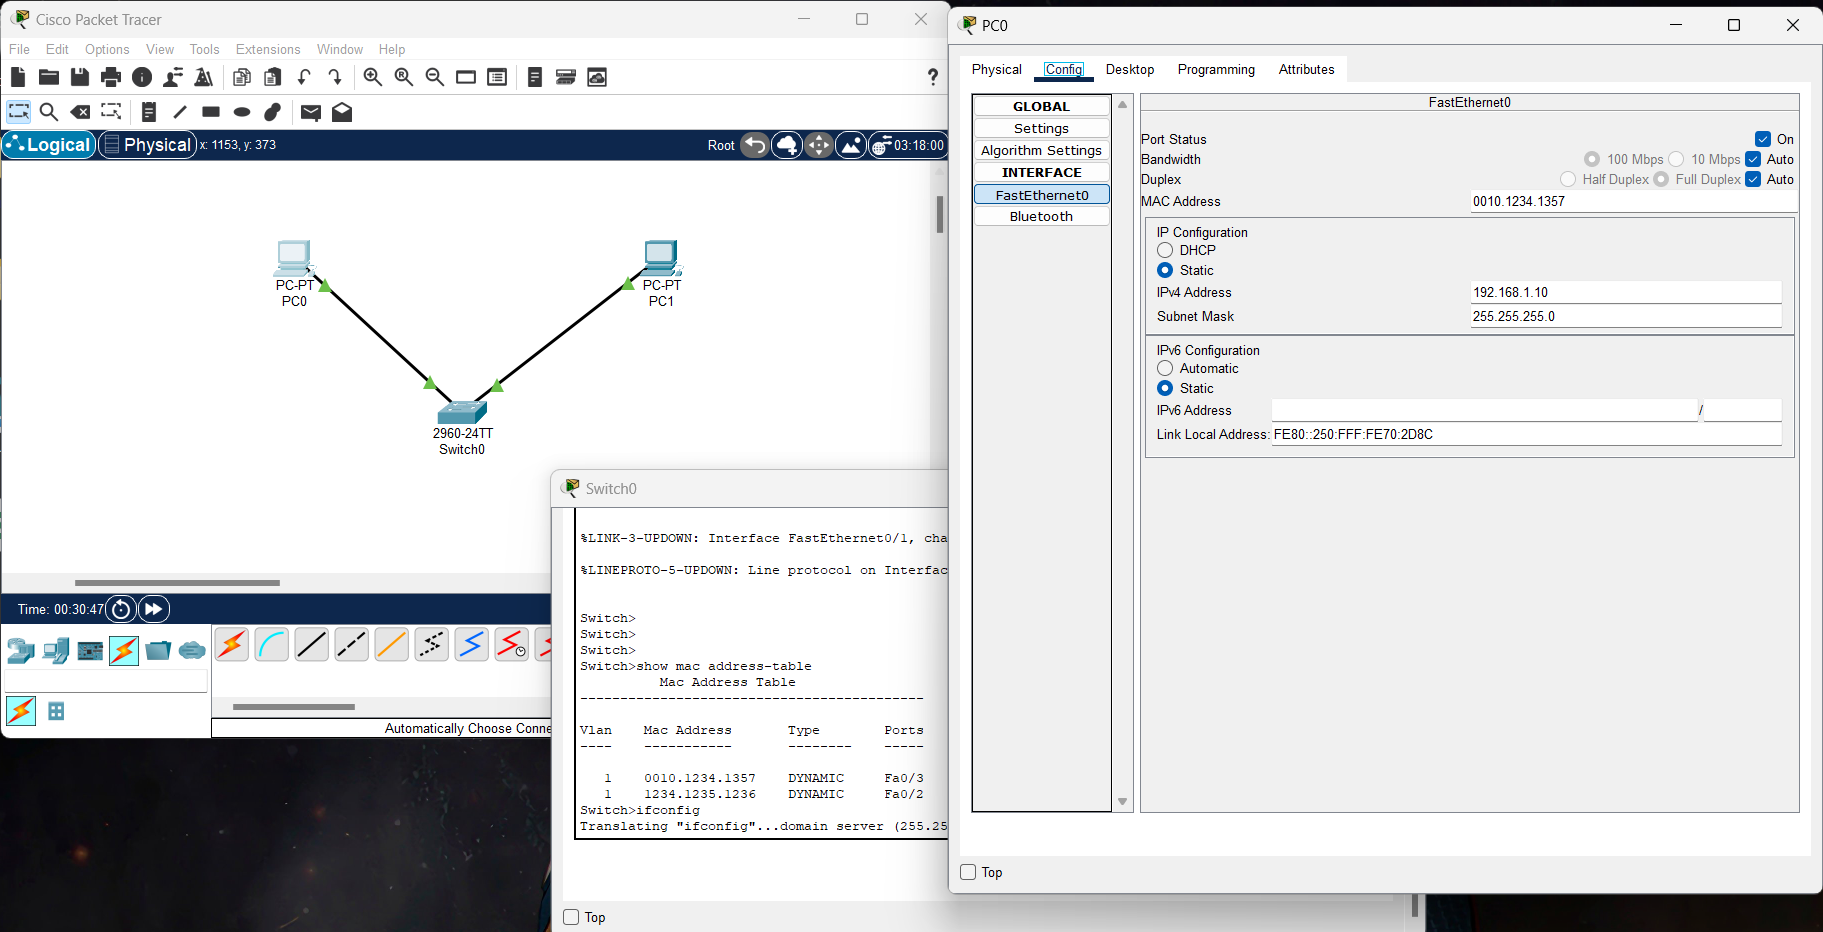 Cisco Packet Tracer
File Edit Options View Tools Extensions Window Help
Logical Physical x: 1153, y: 373 Root 03:18:00
PC-PT
PC0
PC-PT
PC1
2960-24TT
Switch0
Time: 00:30:47
Automatically Choose Conne
Switch0
%LINK-3-UPDOWN: Interface FastEthernet0/1, cha
%LINEPROTO-5-UPDOWN: Line protocol on Interfac
Switch>
Switch>
Switch>
Switch>show mac address-table
Mac Address Table
-------------------------------------------
Vlan Mac Address Type Ports
---- ----------- -------- -----
1 0010.1234.1357 DYNAMIC Fa0/3
1 1234.1235.1236 DYNAMIC Fa0/2
Switch>ifconfig
Translating "ifconfig"...domain server (255.25
Top
PC0
Physical Config Desktop Programming Attributes
GLOBAL
Settings
Algorithm Settings
INTERFACE
FastEthernet0
Bluetooth
FastEthernet0
Port Status On
Bandwidth 100 Mbps 10 Mbps Auto
Duplex Half Duplex Full Duplex Auto
MAC Address 0010.1234.1357
IP Configuration
DHCP
Static
IPv4 Address 192.168.1.10
Subnet Mask 255.255.255.0
IPv6 Configuration
Automatic
Static
IPv6 Address /
Link Local Address: FE80::250:FFF:FE70:2D8C
Top